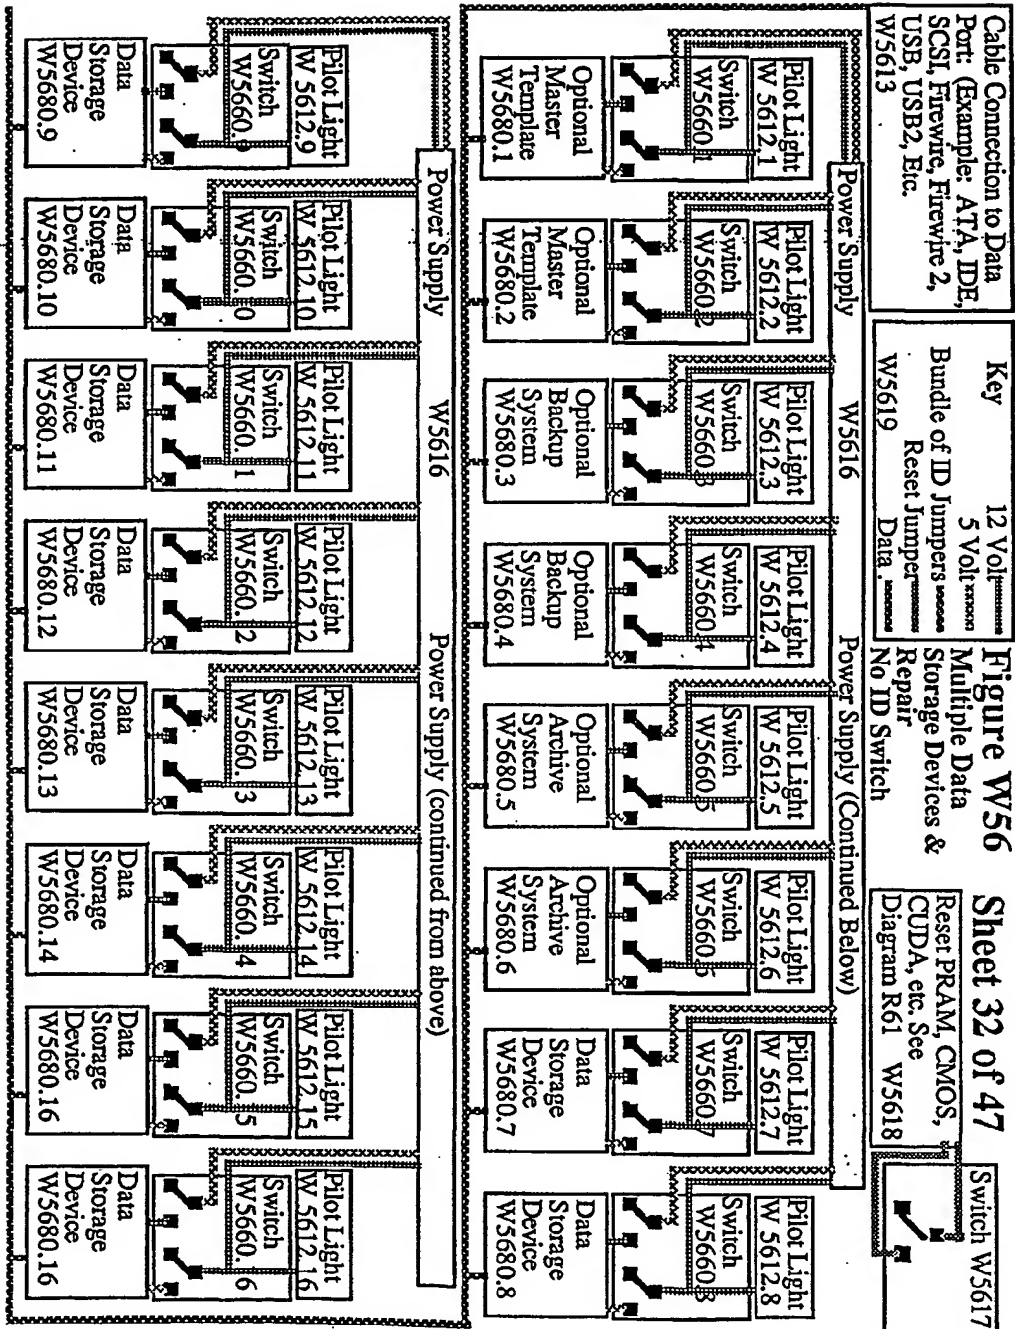 Cable Connection to Data
Port: (Example: ATA, IDE,
SCSI, Firewire, Firewire 2,
USB, USB2, Etc.
W5613
Key
12 Volt
5 Volt
Bundle of ID Jumpers
Reset Jumper
W5619
Data
Figure W56
Multiple Data
Storage Devices &
Repair
No ID Switch
Sheet 32 of 47
Reset PRAM, CMOS,
CUDA, etc. See
Diagram R61 W5618
Switch W5617
Power Supply W5616 Power Supply (Continued Below)
Pilot Light
W 5612.1
Switch
W5660.1
Optional
Master
Template
W5680.1
Pilot Light
W 5612.2
Switch
W5660.2
Optional
Master
Template
W5680.2
Pilot Light
W 5612.3
Switch
W5660.3
Optional
Backup
System
W5680.3
Pilot Light
W 5612.4
Switch
W5660.4
Optional
Backup
System
W5680.4
Pilot Light
W 5612.5
Switch
W5660.5
Optional
Archive
System
W5680.5
Pilot Light
W 5612.6
Switch
Optional
Archive
System
W5680.6
Pilot Light
W 5612.7
Switch
W5660.7
Data
Storage
Device
W5680.7
Pilot Light
W 5612.8
Switch
W5660.8
Data
Storage
Device
W5680.8
Power Supply W5616 Power Supply (continued from above)
Pilot Light
W 5612.9
Switch
W5660.9
Data
Storage
Device
W5680.9
Pilot Light
W 5612.10
Switch
W5660. 0
Data
Storage
Device
W5680.10
Pilot Light
W 5612.11
Switch
W5660. 1
Data
Storage
Device
W5680.11
Pilot Light
W 5612.12
Switch
W5660. 2
Data
Storage
Device
W5680.12
Pilot Light
W 5612.13
Switch
W5660. 3
Data
Storage
Device
W5680.13
Pilot Light
W 5612.14
Switch
W5660. 4
Data
Storage
Device
W5680.14
Pilot Light
W 5612.15
Switch
W5660. 5
Data
Storage
Device
W5680.16
Pilot Light
W 5612.16
Switch
W5660. 6
Data
Storage
Device
W5680.16